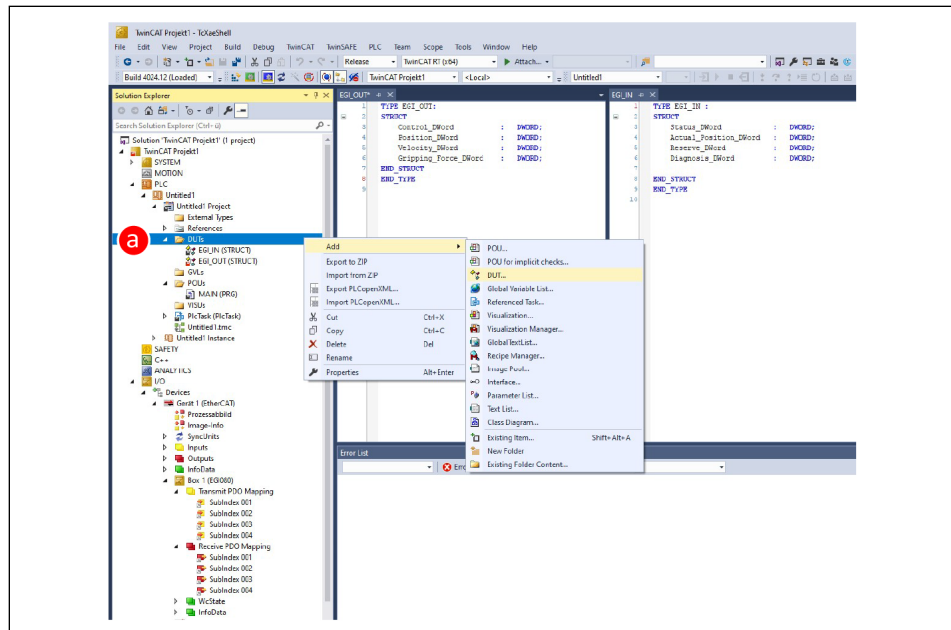 TwinCAT Projekt1 - TcXaeShell
File Edit View Project Build Debug TwinCAT TwinSAFE PLC Team Scope Tools Window Help
Release TwinCAT RT (x64) Attach...
Build 4024.12 (Loaded) TwinCAT Projekt1 <Local> Untitled1
Solution Explorer
Search Solution Explorer (Ctrl+ü)
Solution 'TwinCAT Projekt1' (1 project)
TwinCAT Projekt1
SYSTEM
MOTION
PLC
Untitled1
Untitled1 Project
External Types
References
a
DUTs
EGI_IN (STRUCT)
EGI_OUT (STRUCT)
GVLs
POUs
MAIN (PRG)
VISUs
PlcTask (PlcTask)
Untitled1.tmc
Untitled1 Instance
SAFETY
C++
ANALYTICS
I/O
Devices
Gerät 1 (EtherCAT)
Prozessabbild
Image-Info
SyncUnits
Inputs
Outputs
InfoData
Box 1 (EGI080)
Transmit PDO Mapping
SubIndex 001
SubIndex 002
SubIndex 003
SubIndex 004
Receive PDO Mapping
SubIndex 001
SubIndex 002
SubIndex 003
SubIndex 004
WcState
InfoData
EGI_OUT*
1 TYPE EGI_OUT:
2 STRUCT
3 Control_DWord : DWORD;
4 Position_DWord : DWORD;
5 Velocity_DWord : DWORD;
6 Gripping_Force_DWord : DWORD;
7 END_STRUCT
8 END_TYPE
9
EGI_IN
1 TYPE EGI_IN :
2 STRUCT
3 Status_DWord : DWORD;
4 Actual_Position_DWord : DWORD;
5 Reserve_DWord : DWORD;
6 Diagnosis_DWord : DWORD;
7
8 END_STRUCT
9 END_TYPE
10
Add
Export to ZIP
Import from ZIP
Export PLCopenXML...
Import PLCopenXML...
Cut Ctrl+X
Copy Ctrl+C
Delete Del
Rename
Properties Alt+Enter
POU...
POU for implicit checks...
DUT...
Global Variable List...
Referenced Task...
Visualization...
Visualization Manager...
GlobalTextList...
Recipe Manager...
Image Pool...
Interface...
Parameter List...
Text List...
Class Diagram...
Existing Item... Shift+Alt+A
New Folder
Existing Folder Content...
Error List